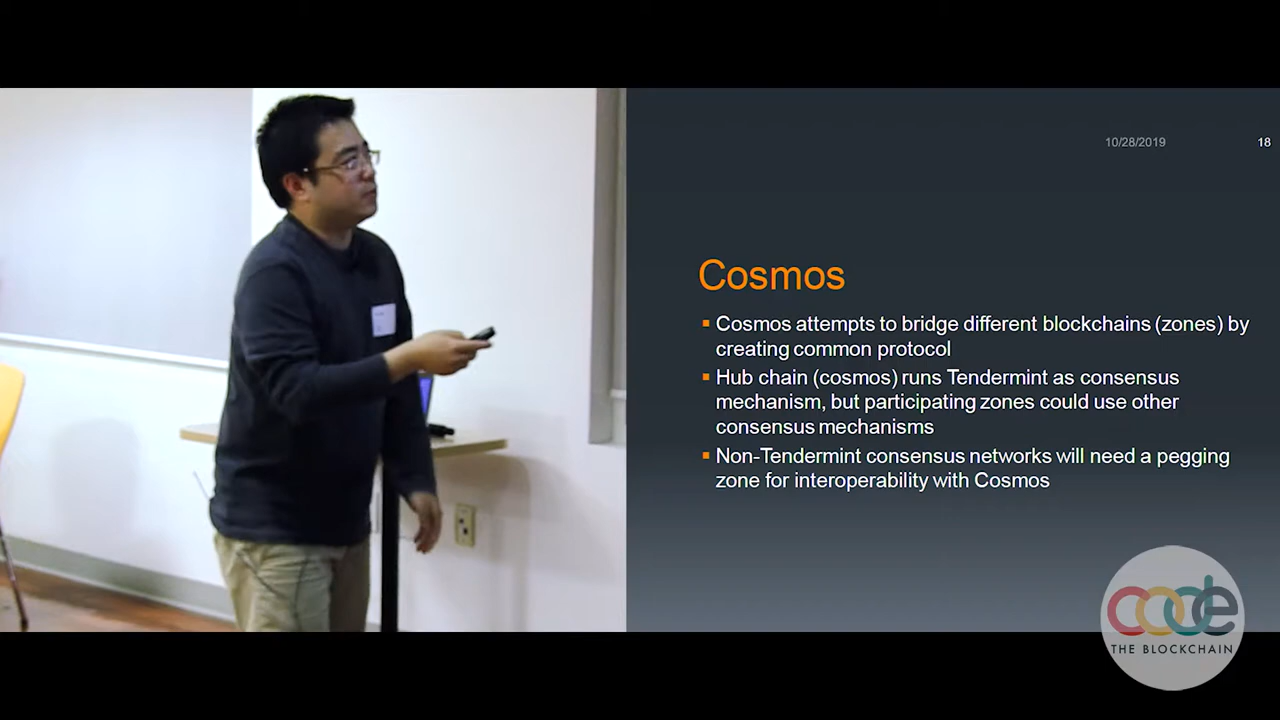 10/28/2019
18
Cosmos
▪ Cosmos attempts to bridge different blockchains (zones) by
creating common protocol
▪ Hub chain (cosmos) runs Tendermint as consensus
mechanism, but participating zones could use other
consensus mechanisms
▪ Non-Tendermint consensus networks will need a pegging
zone for interoperability with Cosmos
code
THE BLOCKCHAIN